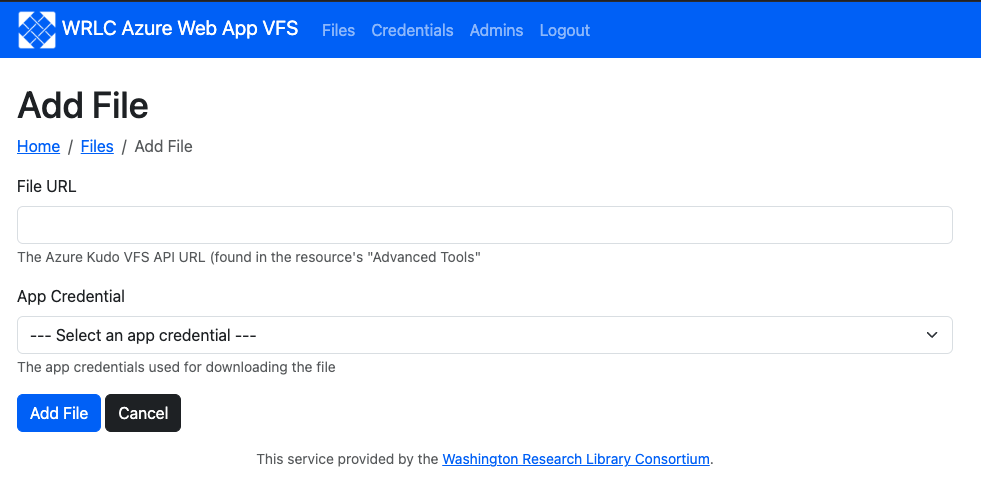 WRLC Azure Web App VFS Files Credentials Admins Logout
Add File
Home / Files / Add File
File URL
The Azure Kudo VFS API URL (found in the resource's "Advanced Tools"
App Credential
--- Select an app credential ---
The app credentials used for downloading the file
Add File Cancel
This service provided by the Washington Research Library Consortium.